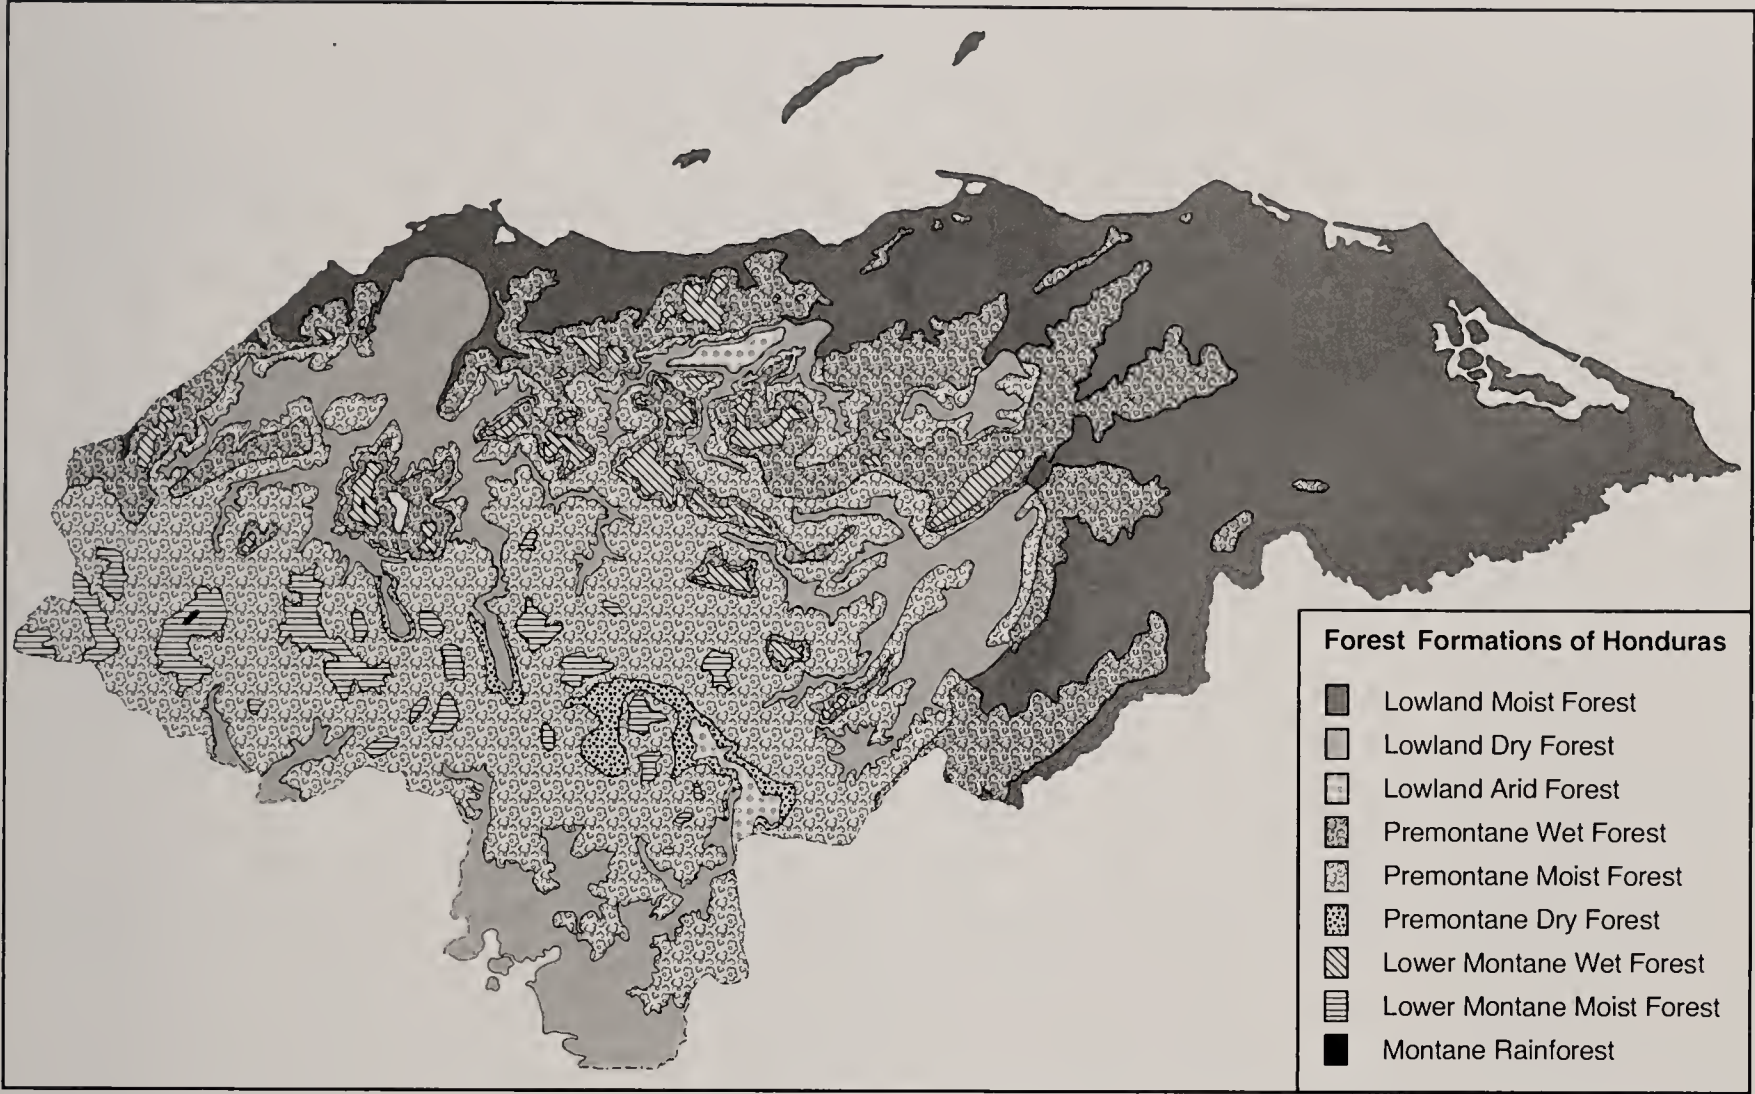 Forest Formations of Honduras
Lowland Moist Forest
Lowland Dry Forest
Lowland Arid Forest
Premontane Wet Forest
Premontane Moist Forest
Premontane Dry Forest
Lower Montane Wet Forest
Lower Montane Moist Forest
Montane Rainforest